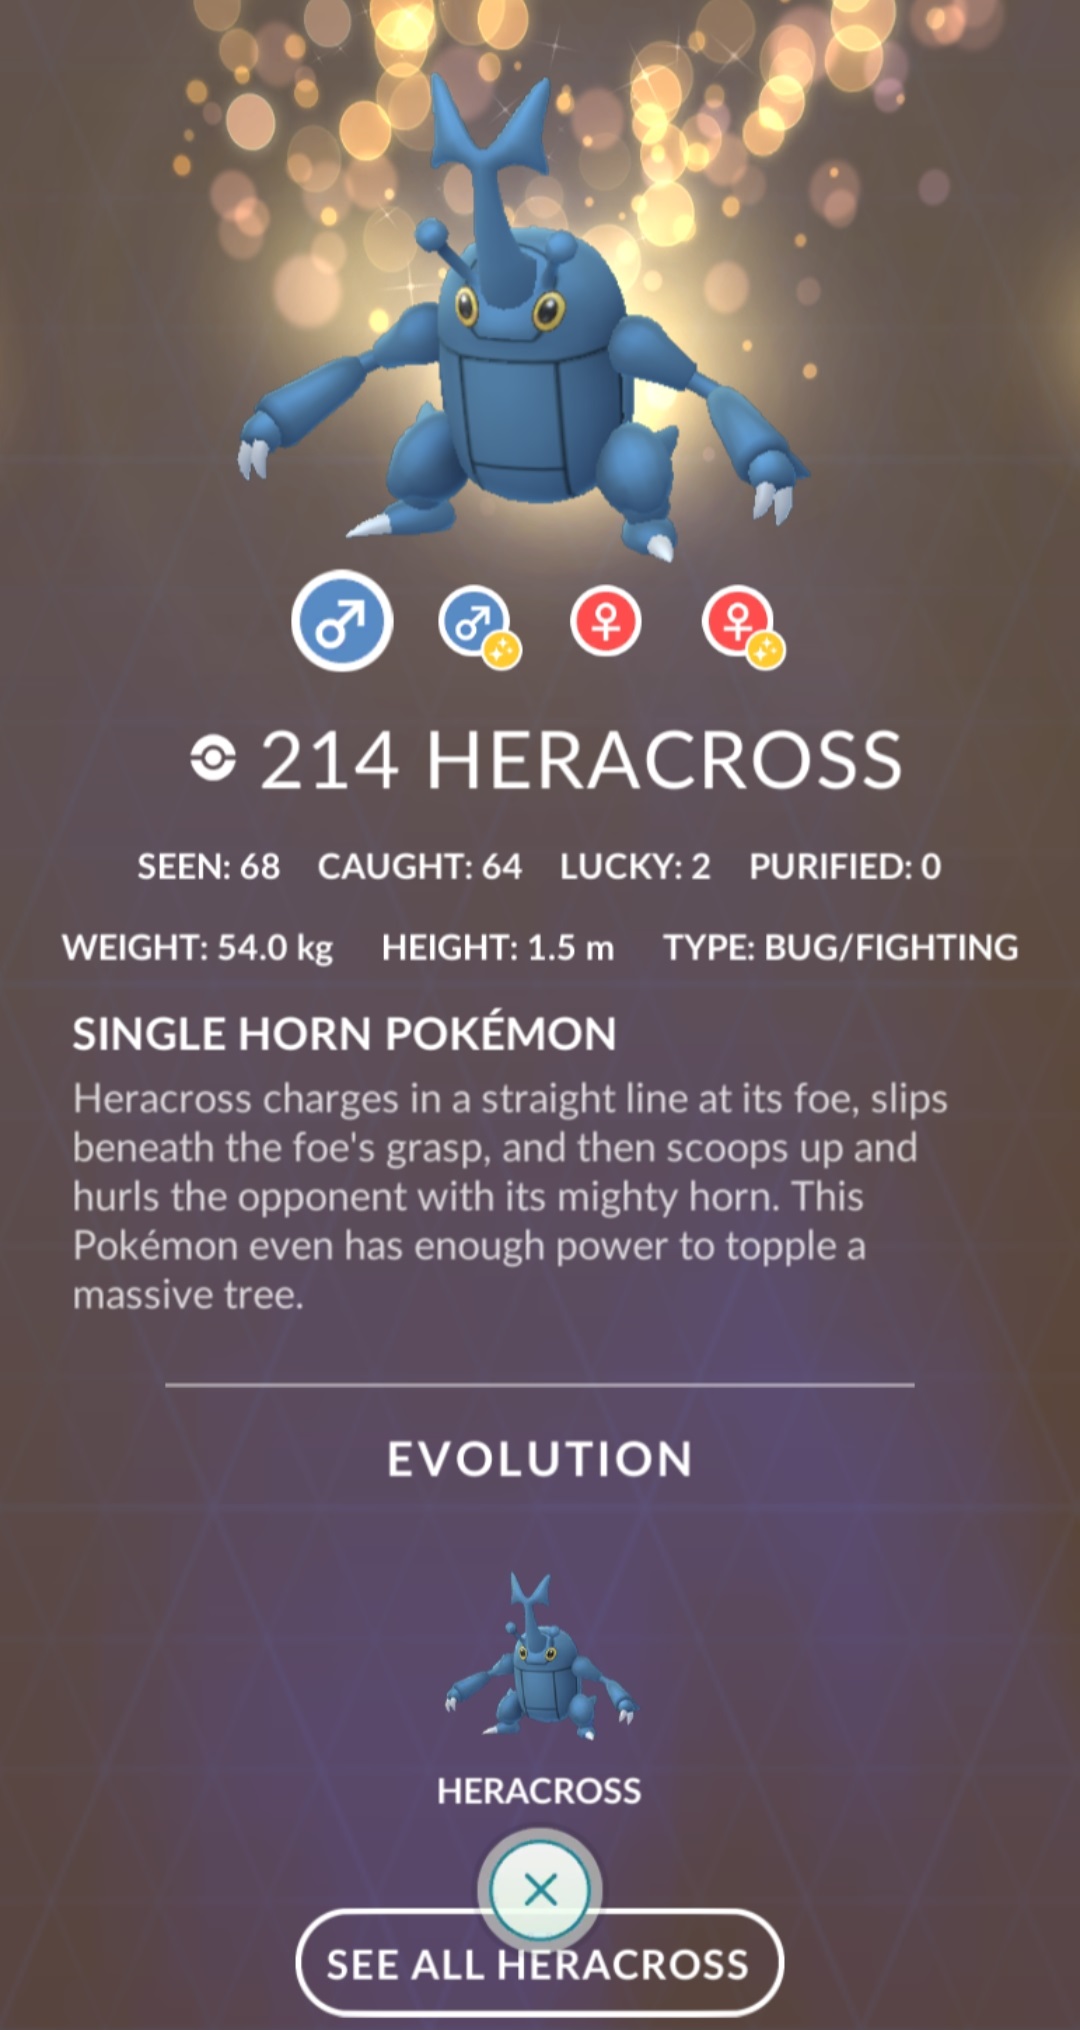 214 HERACROSS
SEEN: 68 CAUGHT: 64 LUCKY: 2 PURIFIED: 0
WEIGHT: 54.0 kg HEIGHT: 1.5 m TYPE: BUG/FIGHTING
SINGLE HORN POKÉMON
Heracross charges in a straight line at its foe, slips
beneath the foe's grasp, and then scoops up and
hurls the opponent with its mighty horn. This
Pokémon even has enough power to topple a
massive tree.
EVOLUTION
HERACROSS
SEE ALL HERACROSS